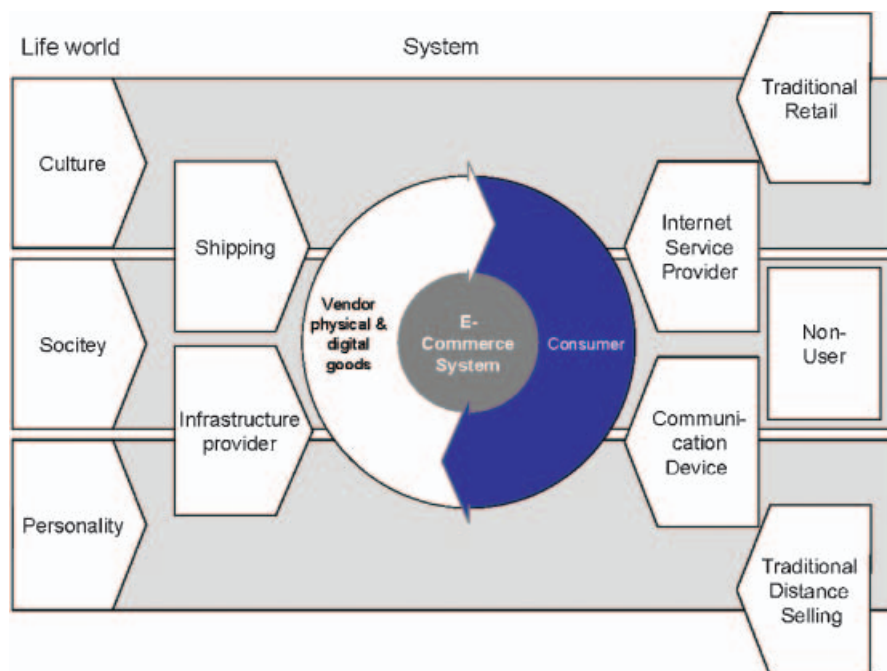 Life world
System
Traditional
Retail
Culture
Shipping
Internet
Service
Provider
Vendor
physical &
digital
goods
E-
Commerce
System
Consumer
Non-
User
Socitey
Infrastructure
provider
Communi-
cation
Device
Personality
Traditional
Distance
Selling